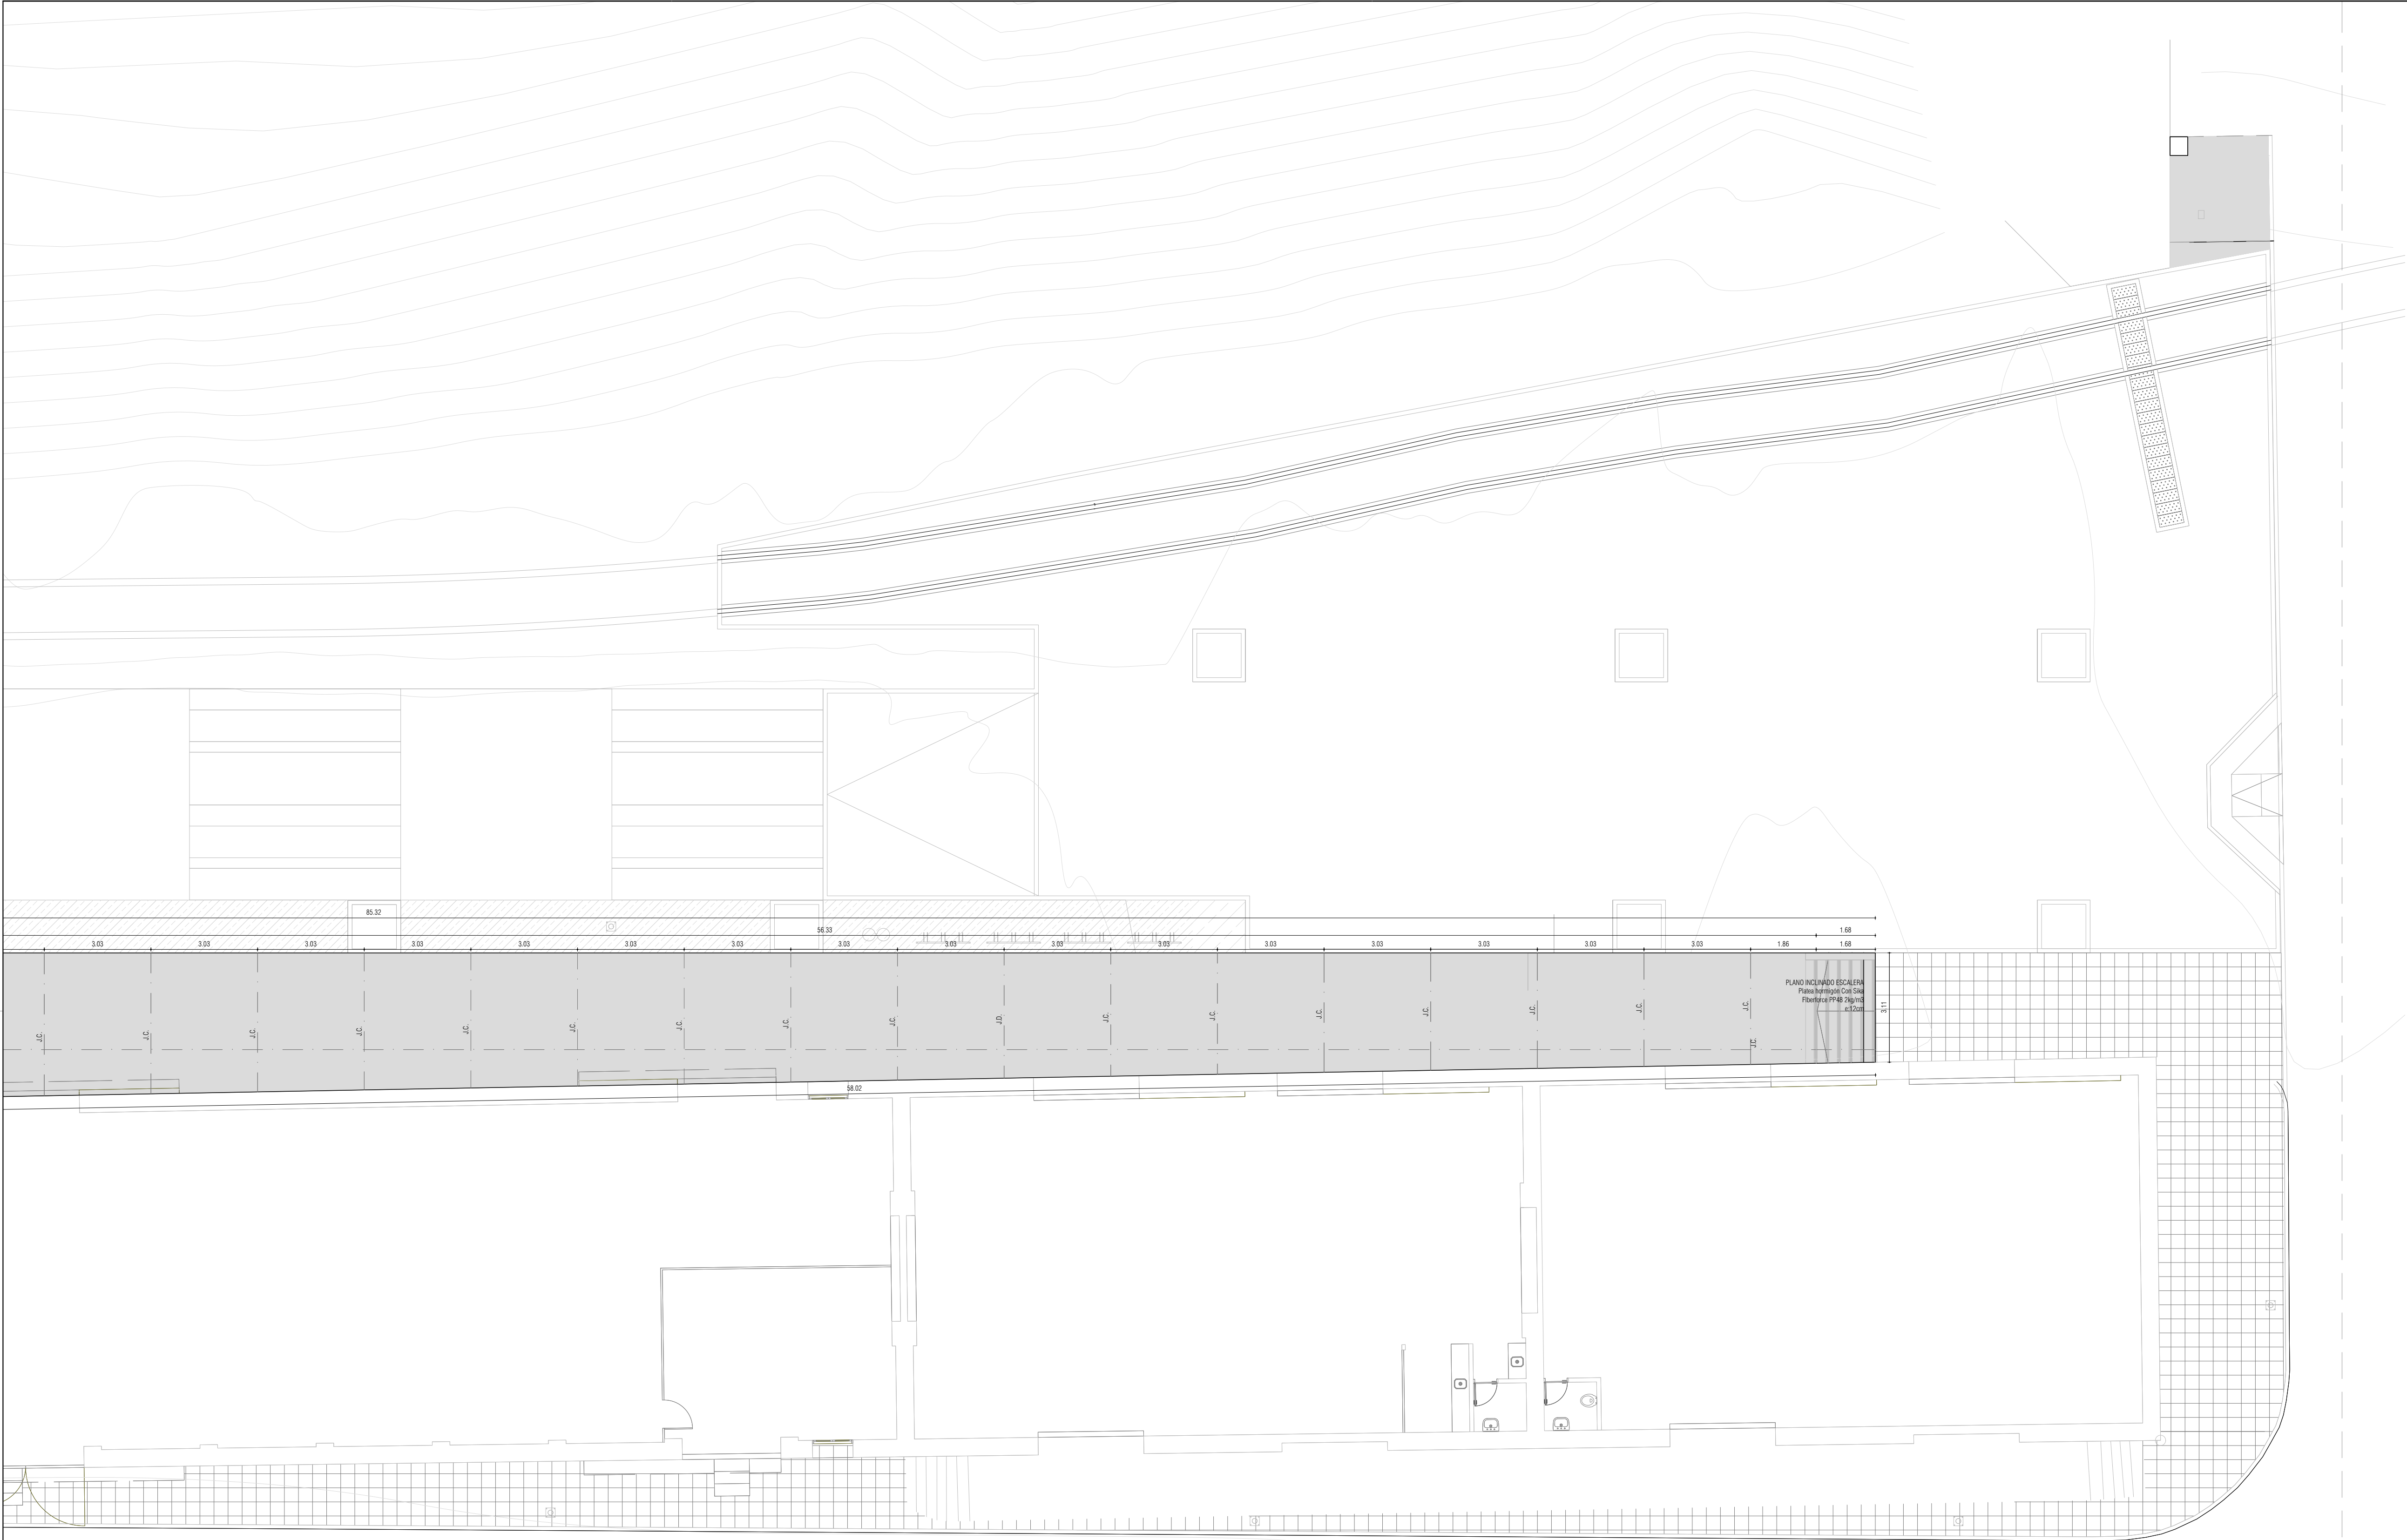 85.32
56.33 1.68
3.03 3.03 3.03 3.03 3.03 3.03 3.03 3.03 3.03 3.03 3.03 3.03 3.03 3.03 3.03 3.03 1.86 1.68
PLANO INCLINADO ESCALERA
Platea hormigón Con Sika
Fiberforce PP48 2kg/m3
e:12cm
3.11
J.C. J.C. J.C. J.C. J.C. J.C. J.C. J.C. J.C. J.D. J.C. J.C. J.C. J.C. J.C. J.C. J.C.
J.C.
58.02